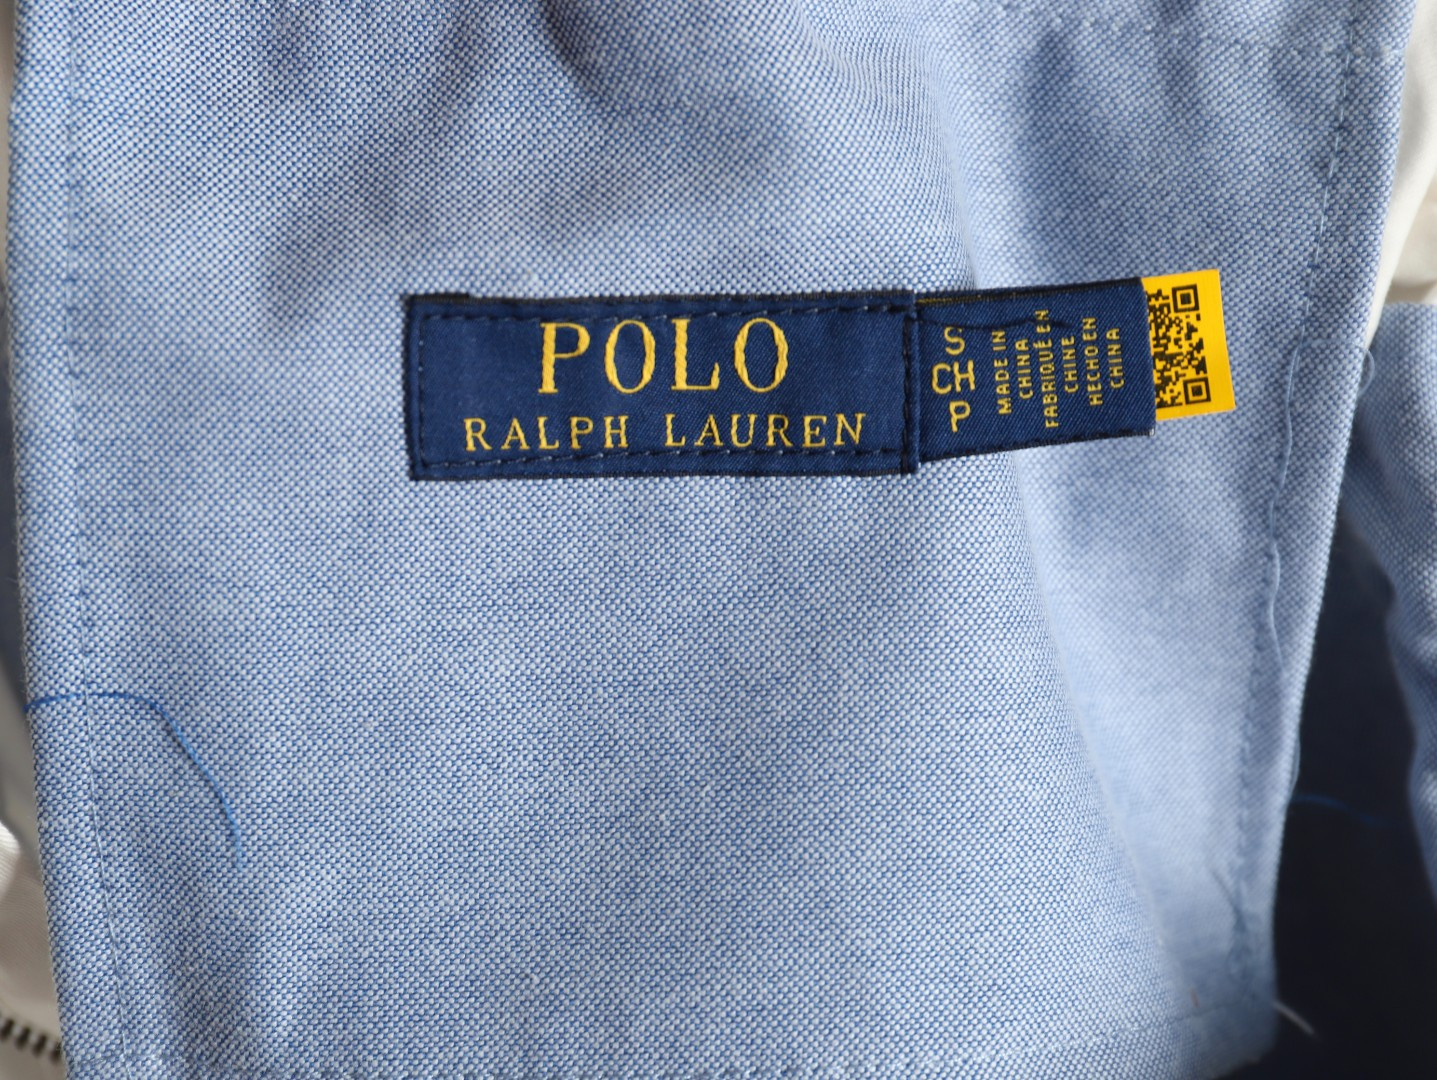 POLO
RALPH LAUREN
S
CH
P
MADE IN
CHINA
FABRIQUÉ EN
CHINE
HECHO EN
CHINA